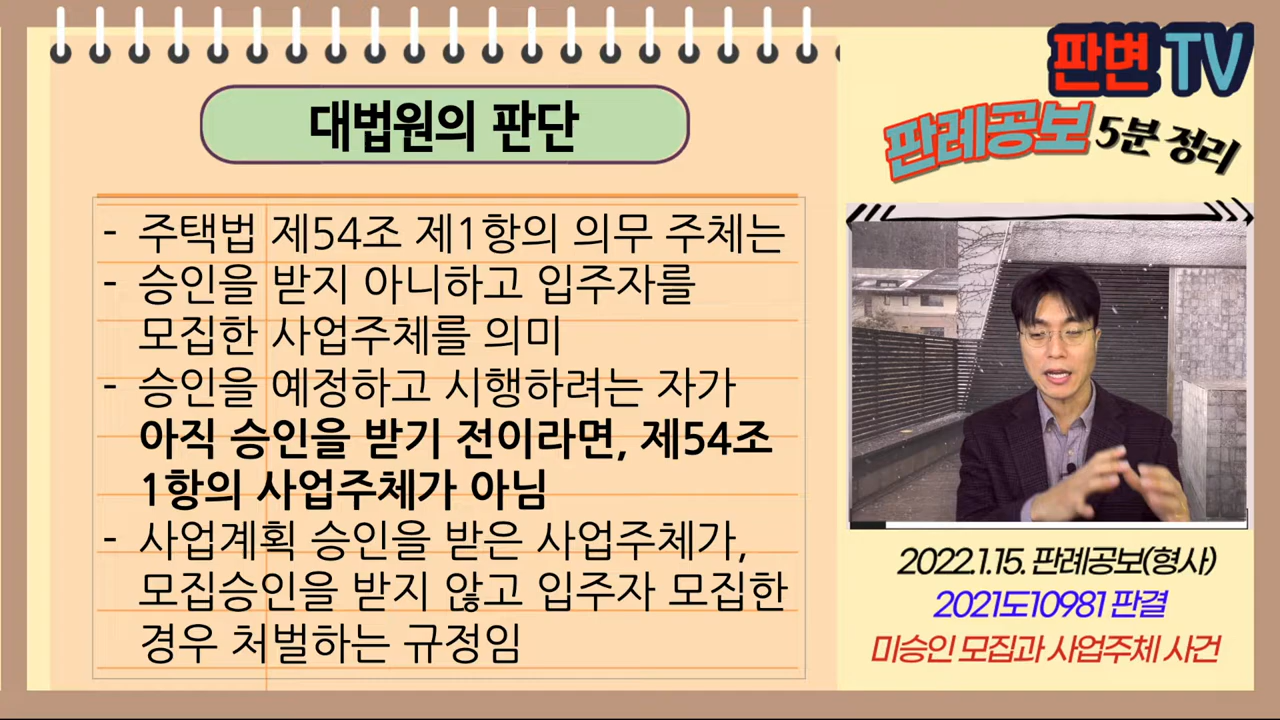 대법원의 판단
- 주택법 제54조 제1항의 의무 주체는
- 승인을 받지 아니하고 입주자를
모집한 사업주체를 의미
- 승인을 예정하고 시행하려는 자가
아직 승인을 받기 전이라면, 제54조
1항의 사업주체가 아님
- 사업계획 승인을 받은 사업주체가,
모집승인을 받지 않고 입주자 모집한
경우 처벌하는 규정임
판변 TV
판례공보 5분 정리
2022.1.15. 판례공보(형사)
2021도10981 판결
미승인 모집과 사업주체 사건